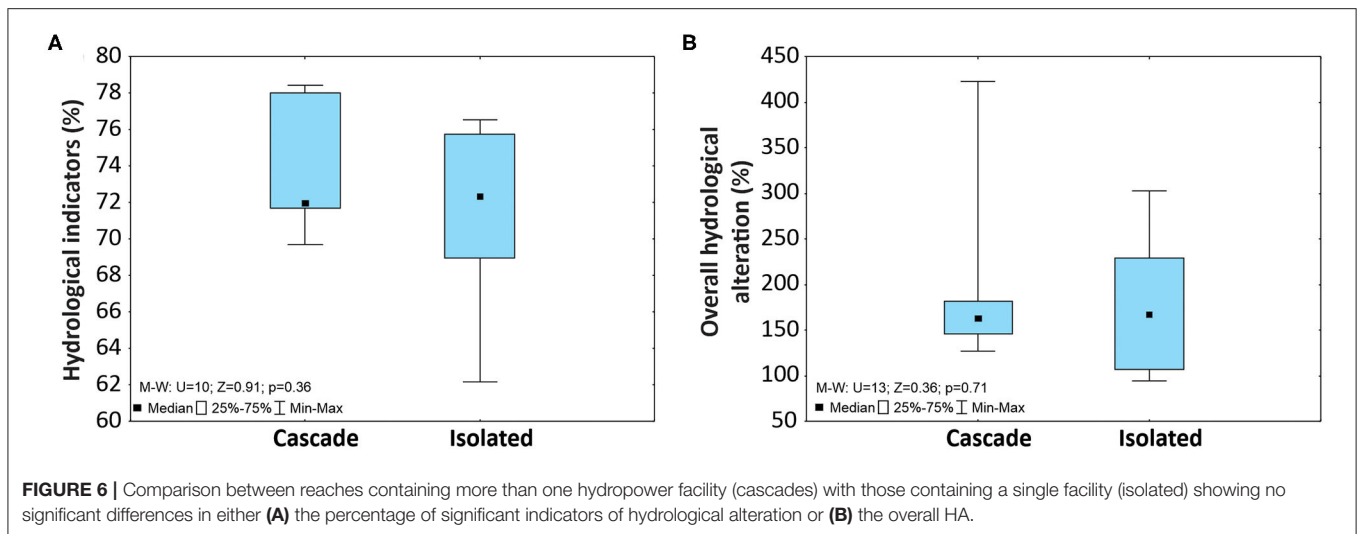 A
Hydrological indicators (%)
80
78
76
74
72
70
68
66
64
62
60
M-W: U=10; Z=0.91; p=0.36
Median 25%-75% Min-Max
Cascade Isolated
B
Overall hydrological
alteration (%)
450
400
350
300
250
200
150
100
50
M-W: U=13; Z=0.36; p=0.71
Median 25%-75% Min-Max
Cascade Isolated
FIGURE 6 | Comparison between reaches containing more than one hydropower facility (cascades) with those containing a single facility (isolated) showing no
significant differences in either (A) the percentage of significant indicators of hydrological alteration or (B) the overall HA.